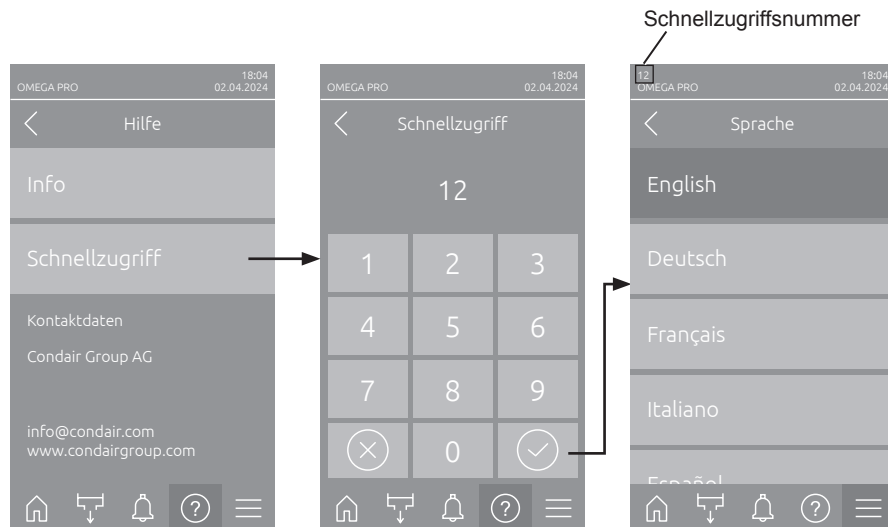 Schnellzugriffsnummer
18:04
OMEGA PRO 02.04.2024
Hilfe
Info
Schnellzugriff
Kontaktdaten
Condair Group AG
info@condair.com
www.condairgroup.com
18:04
OMEGA PRO 02.04.2024
Schnellzugriff
12
1 2 3
4 5 6
7 8 9
0
12 18:04
OMEGA PRO 02.04.2024
Sprache
English
Deutsch
Français
Italiano
Español